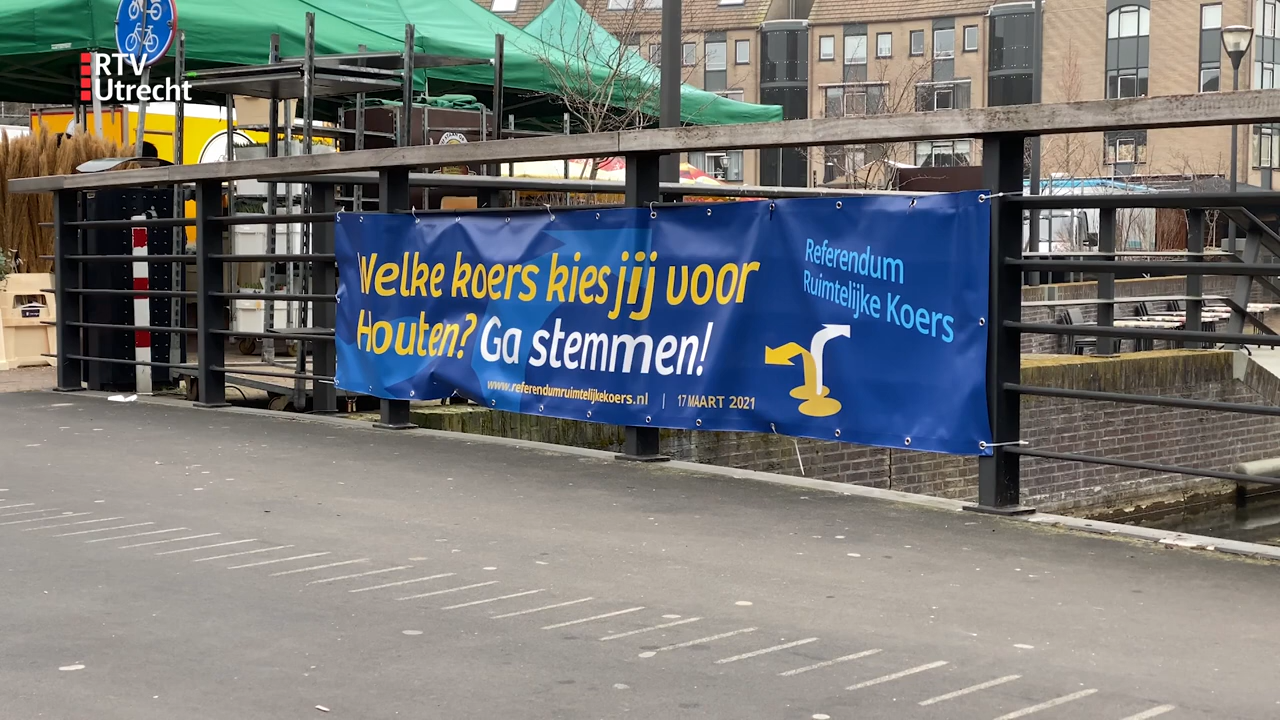 RTV
Utrecht
Welke koers kies jij voor
Houten? Ga stemmen!
www.referendumruimtelijkekoers.nl | 17 MAART 2021
Referendum
Ruimtelijke Koers